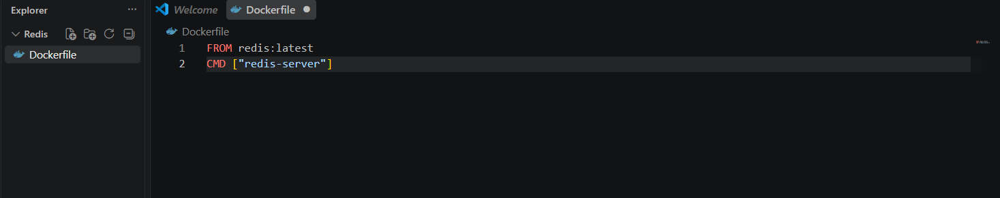 Explorer ···
Redis
Dockerfile
Welcome Dockerfile
Dockerfile
1 FROM redis:latest
2 CMD ["redis-server"]